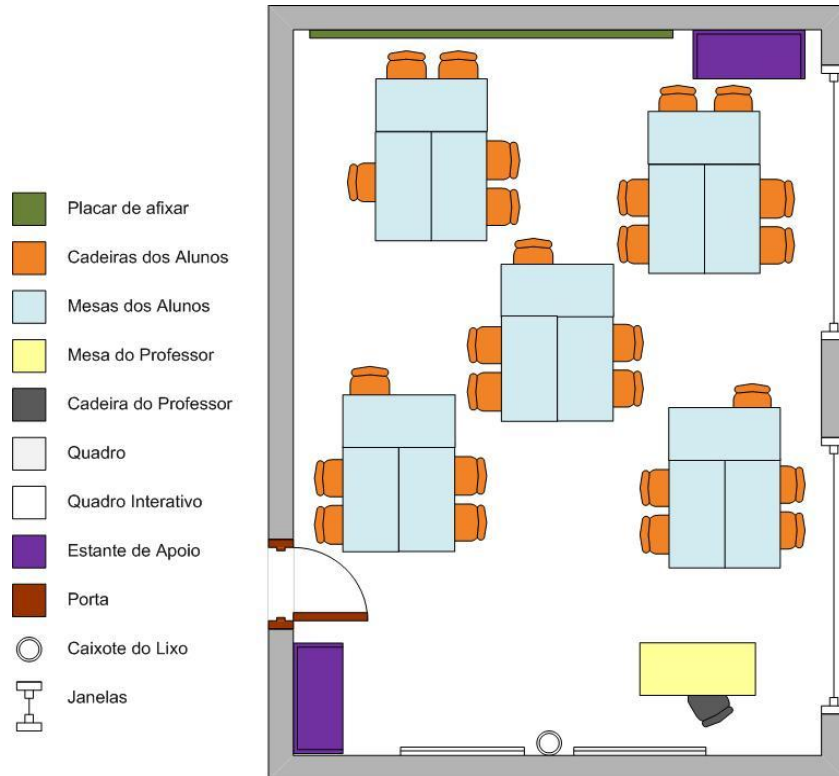 Placar de afixar
Cadeiras dos Alunos
Mesas dos Alunos
Mesa do Professor
Cadeira do Professor
Quadro
Quadro Interativo
Estante de Apoio
Porta
Caixote do Lixo
Janelas